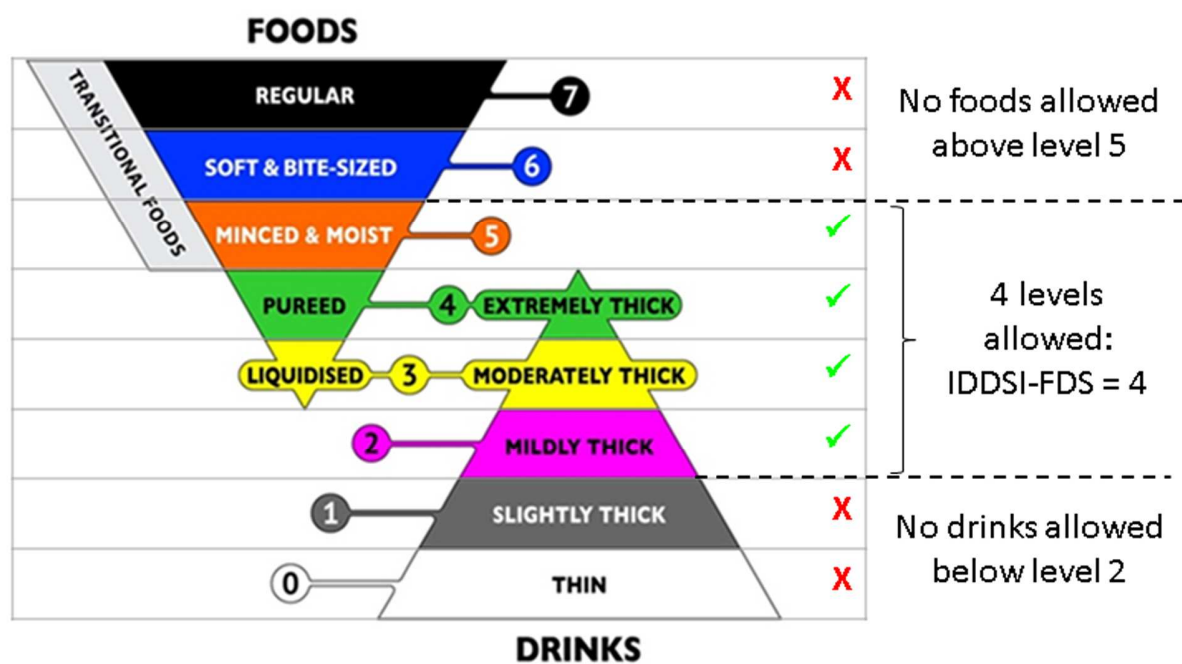 FOODS
TRANSITIONAL FOODS
REGULAR 7 X
No foods allowed
above level 5
SOFT & BITE-SIZED 6 X
MINCED & MOIST 5 ✓
PUREED 4 EXTREMELY THICK ✓
4 levels
allowed:
IDDSI-FDS = 4
LIQUIDISED 3 MODERATELY THICK ✓
2 MILDLY THICK ✓
1 SLIGHTLY THICK X
No drinks allowed
below level 2
0 THIN X
DRINKS